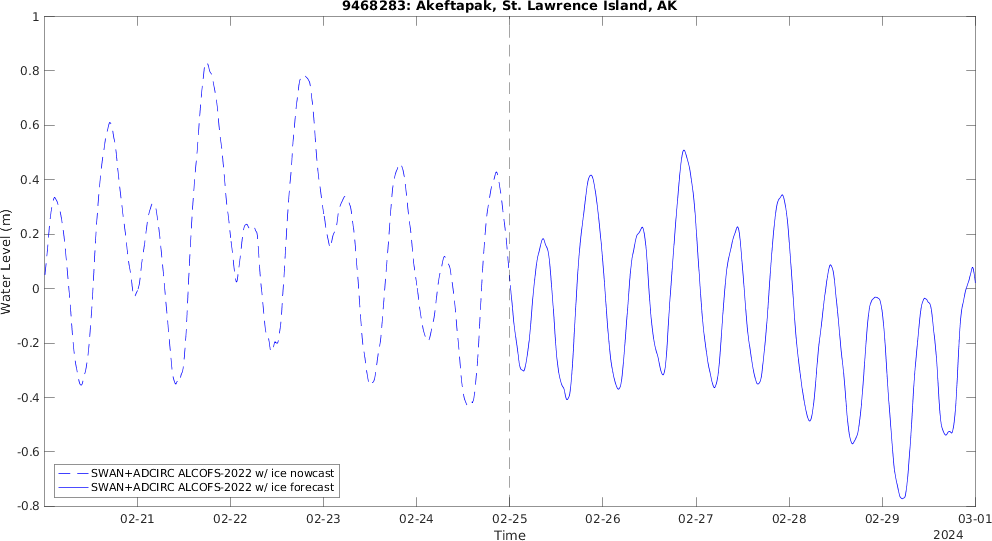 9468283: Akeftapak, St. Lawrence Island, AK
1
0.8
0.6
0.4
0.2
0
-0.2
-0.4
-0.6
-0.8
Water Level (m)
SWAN+ADCIRC ALCOFS-2022 w/ ice nowcast
SWAN+ADCIRC ALCOFS-2022 w/ ice forecast
02-21 02-22 02-23 02-24 02-25 02-26 02-27 02-28 02-29 03-01
Time
2024